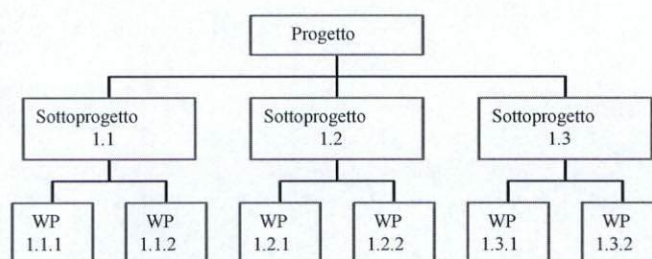 Progetto
Sottoprogetto
1.1
Sottoprogetto
1.2
Sottoprogetto
1.3
WP
1.1.1
WP
1.1.2
WP
1.2.1
WP
1.2.2
WP
1.3.1
WP
1.3.2